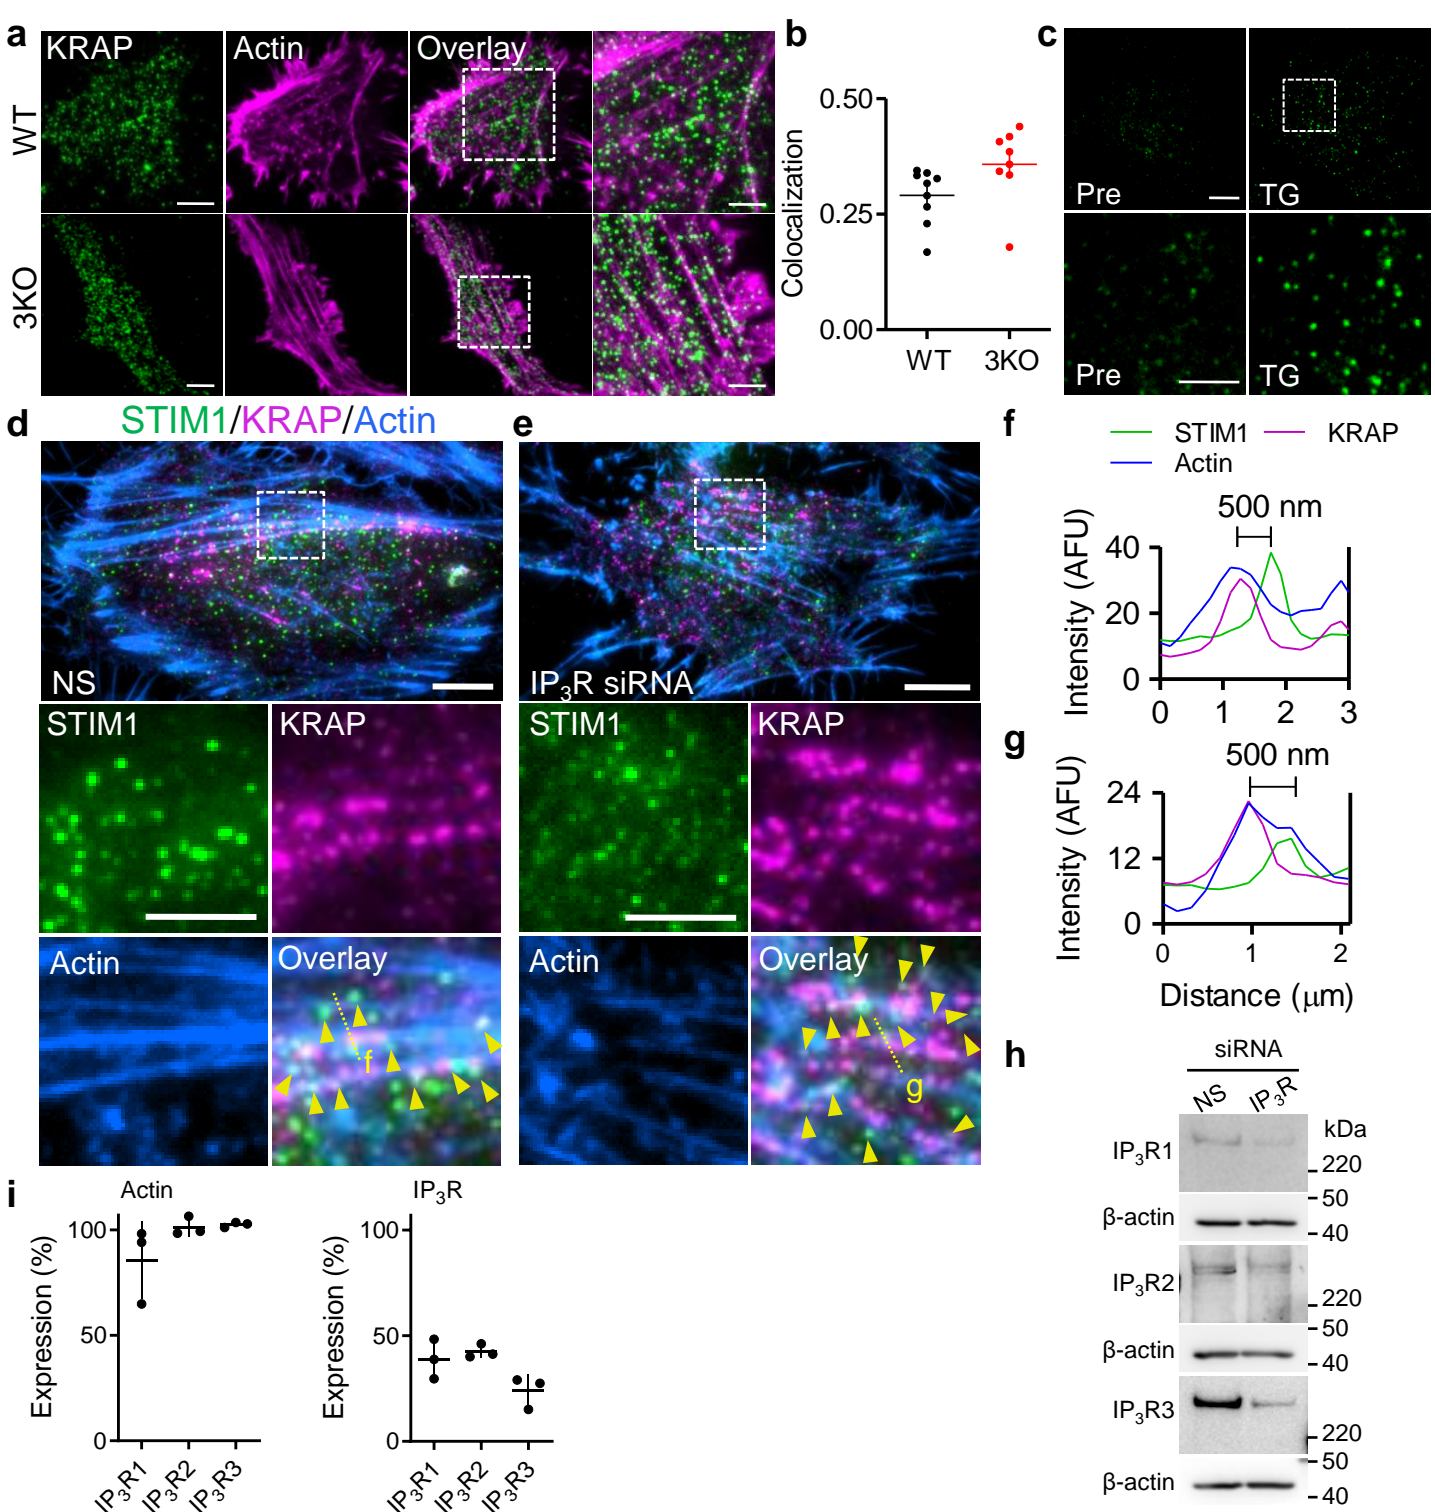 a
KRAP
Actin
Overlay
WT
3KO
b
Colocalization
0.50
0.25
0.00
WT
3KO
c
Pre
TG
Pre
TG
d
STIM1/KRAP/Actin
NS
STIM1
KRAP
Actin
Overlay
f
e
IP₃R siRNA
STIM1
KRAP
Actin
Overlay
g
f
STIM1
KRAP
Actin
500 nm
Intensity (AFU)
40
20
0
0 1 2 3
g
500 nm
Intensity (AFU)
24
12
0
0 1 2
Distance (μm)
h
siRNA
NS IP₃R
kDa
IP₃R1
220
50
β-actin
40
IP₃R2
220
50
β-actin
40
IP₃R3
220
50
β-actin
40
i
Actin
Expression (%)
100
50
0
IP₃R1 IP₃R2 IP₃R3
IP₃R
Expression (%)
100
50
0
IP₃R1 IP₃R2 IP₃R3